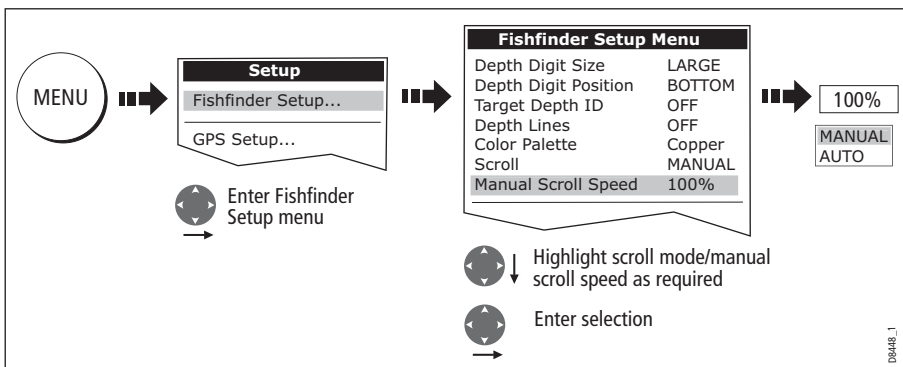 MENU
Setup
Fishfinder Setup...
GPS Setup...
Enter Fishfinder
Setup menu
Fishfinder Setup Menu
Depth Digit Size LARGE
Depth Digit Position BOTTOM
Target Depth ID OFF
Depth Lines OFF
Color Palette Copper
Scroll MANUAL
Manual Scroll Speed 100%
Highlight scroll mode/manual
scroll speed as required
Enter selection
100%
MANUAL
AUTO
D8448_1